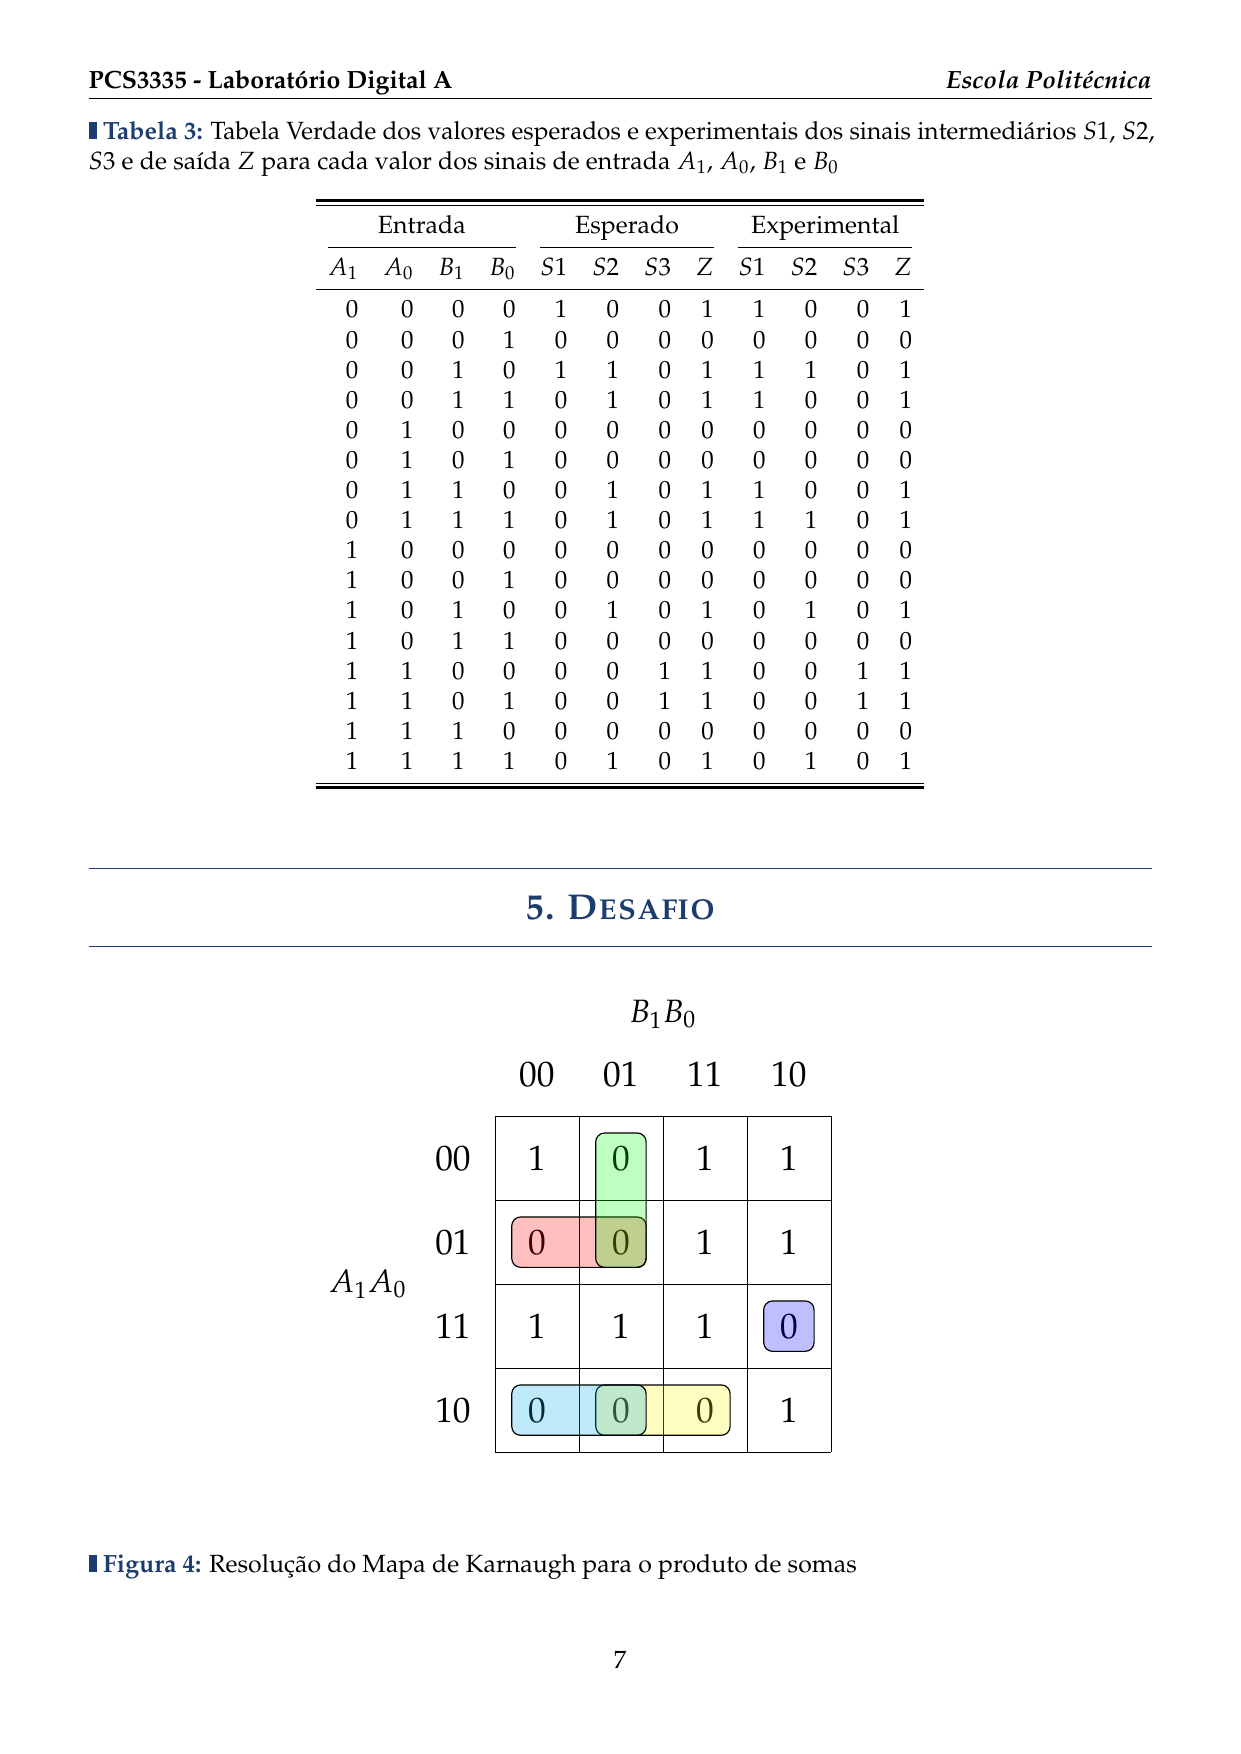 PCS3335 - Laboratório Digital A Escola Politécnica
Tabela 3: Tabela Verdade dos valores esperados e experimentais dos sinais intermediários S1, S2,
S3 e de saída Z para cada valor dos sinais de entrada A1, A0, B1 e B0
Entrada Esperado Experimental
A1 A0 B1 B0 S1 S2 S3 Z S1 S2 S3 Z
0 0 0 0 1 0 0 1 1 0 0 1
0 0 0 1 0 0 0 0 0 0 0 0
0 0 1 0 1 1 0 1 1 1 0 1
0 0 1 1 0 1 0 1 1 0 0 1
0 1 0 0 0 0 0 0 0 0 0 0
0 1 0 1 0 0 0 0 0 0 0 0
0 1 1 0 0 1 0 1 1 0 0 1
0 1 1 1 0 1 0 1 1 1 0 1
1 0 0 0 0 0 0 0 0 0 0 0
1 0 0 1 0 0 0 0 0 0 0 0
1 0 1 0 0 1 0 1 0 1 0 1
1 0 1 1 0 0 0 0 0 0 0 0
1 1 0 0 0 0 1 1 0 0 1 1
1 1 0 1 0 0 1 1 0 0 1 1
1 1 1 0 0 0 0 0 0 0 0 0
1 1 1 1 0 1 0 1 0 1 0 1
5. DESAFIO
B1B0
00 01 11 10
00 1 0 1 1
01 0 0 1 1
A1A0
11 1 1 1 0
10 0 0 0 1
Figura 4: Resolução do Mapa de Karnaugh para o produto de somas
7